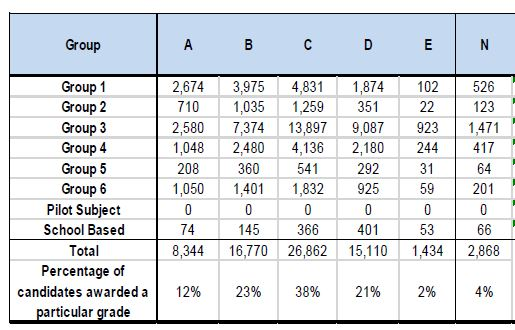 Group A B C D E N
Group 1 2,674 3,975 4,831 1,874 102 526
Group 2 710 1,035 1,259 351 22 123
Group 3 2,580 7,374 13,897 9,087 923 1,471
Group 4 1,048 2,480 4,136 2,180 244 417
Group 5 208 360 541 292 31 64
Group 6 1,050 1,401 1,832 925 59 201
Pilot Subject 0 0 0 0 0 0
School Based 74 145 366 401 53 66
Total 8,344 16,770 26,862 15,110 1,434 2,868
Percentage of
candidates awarded a 12% 23% 38% 21% 2% 4%
particular grade